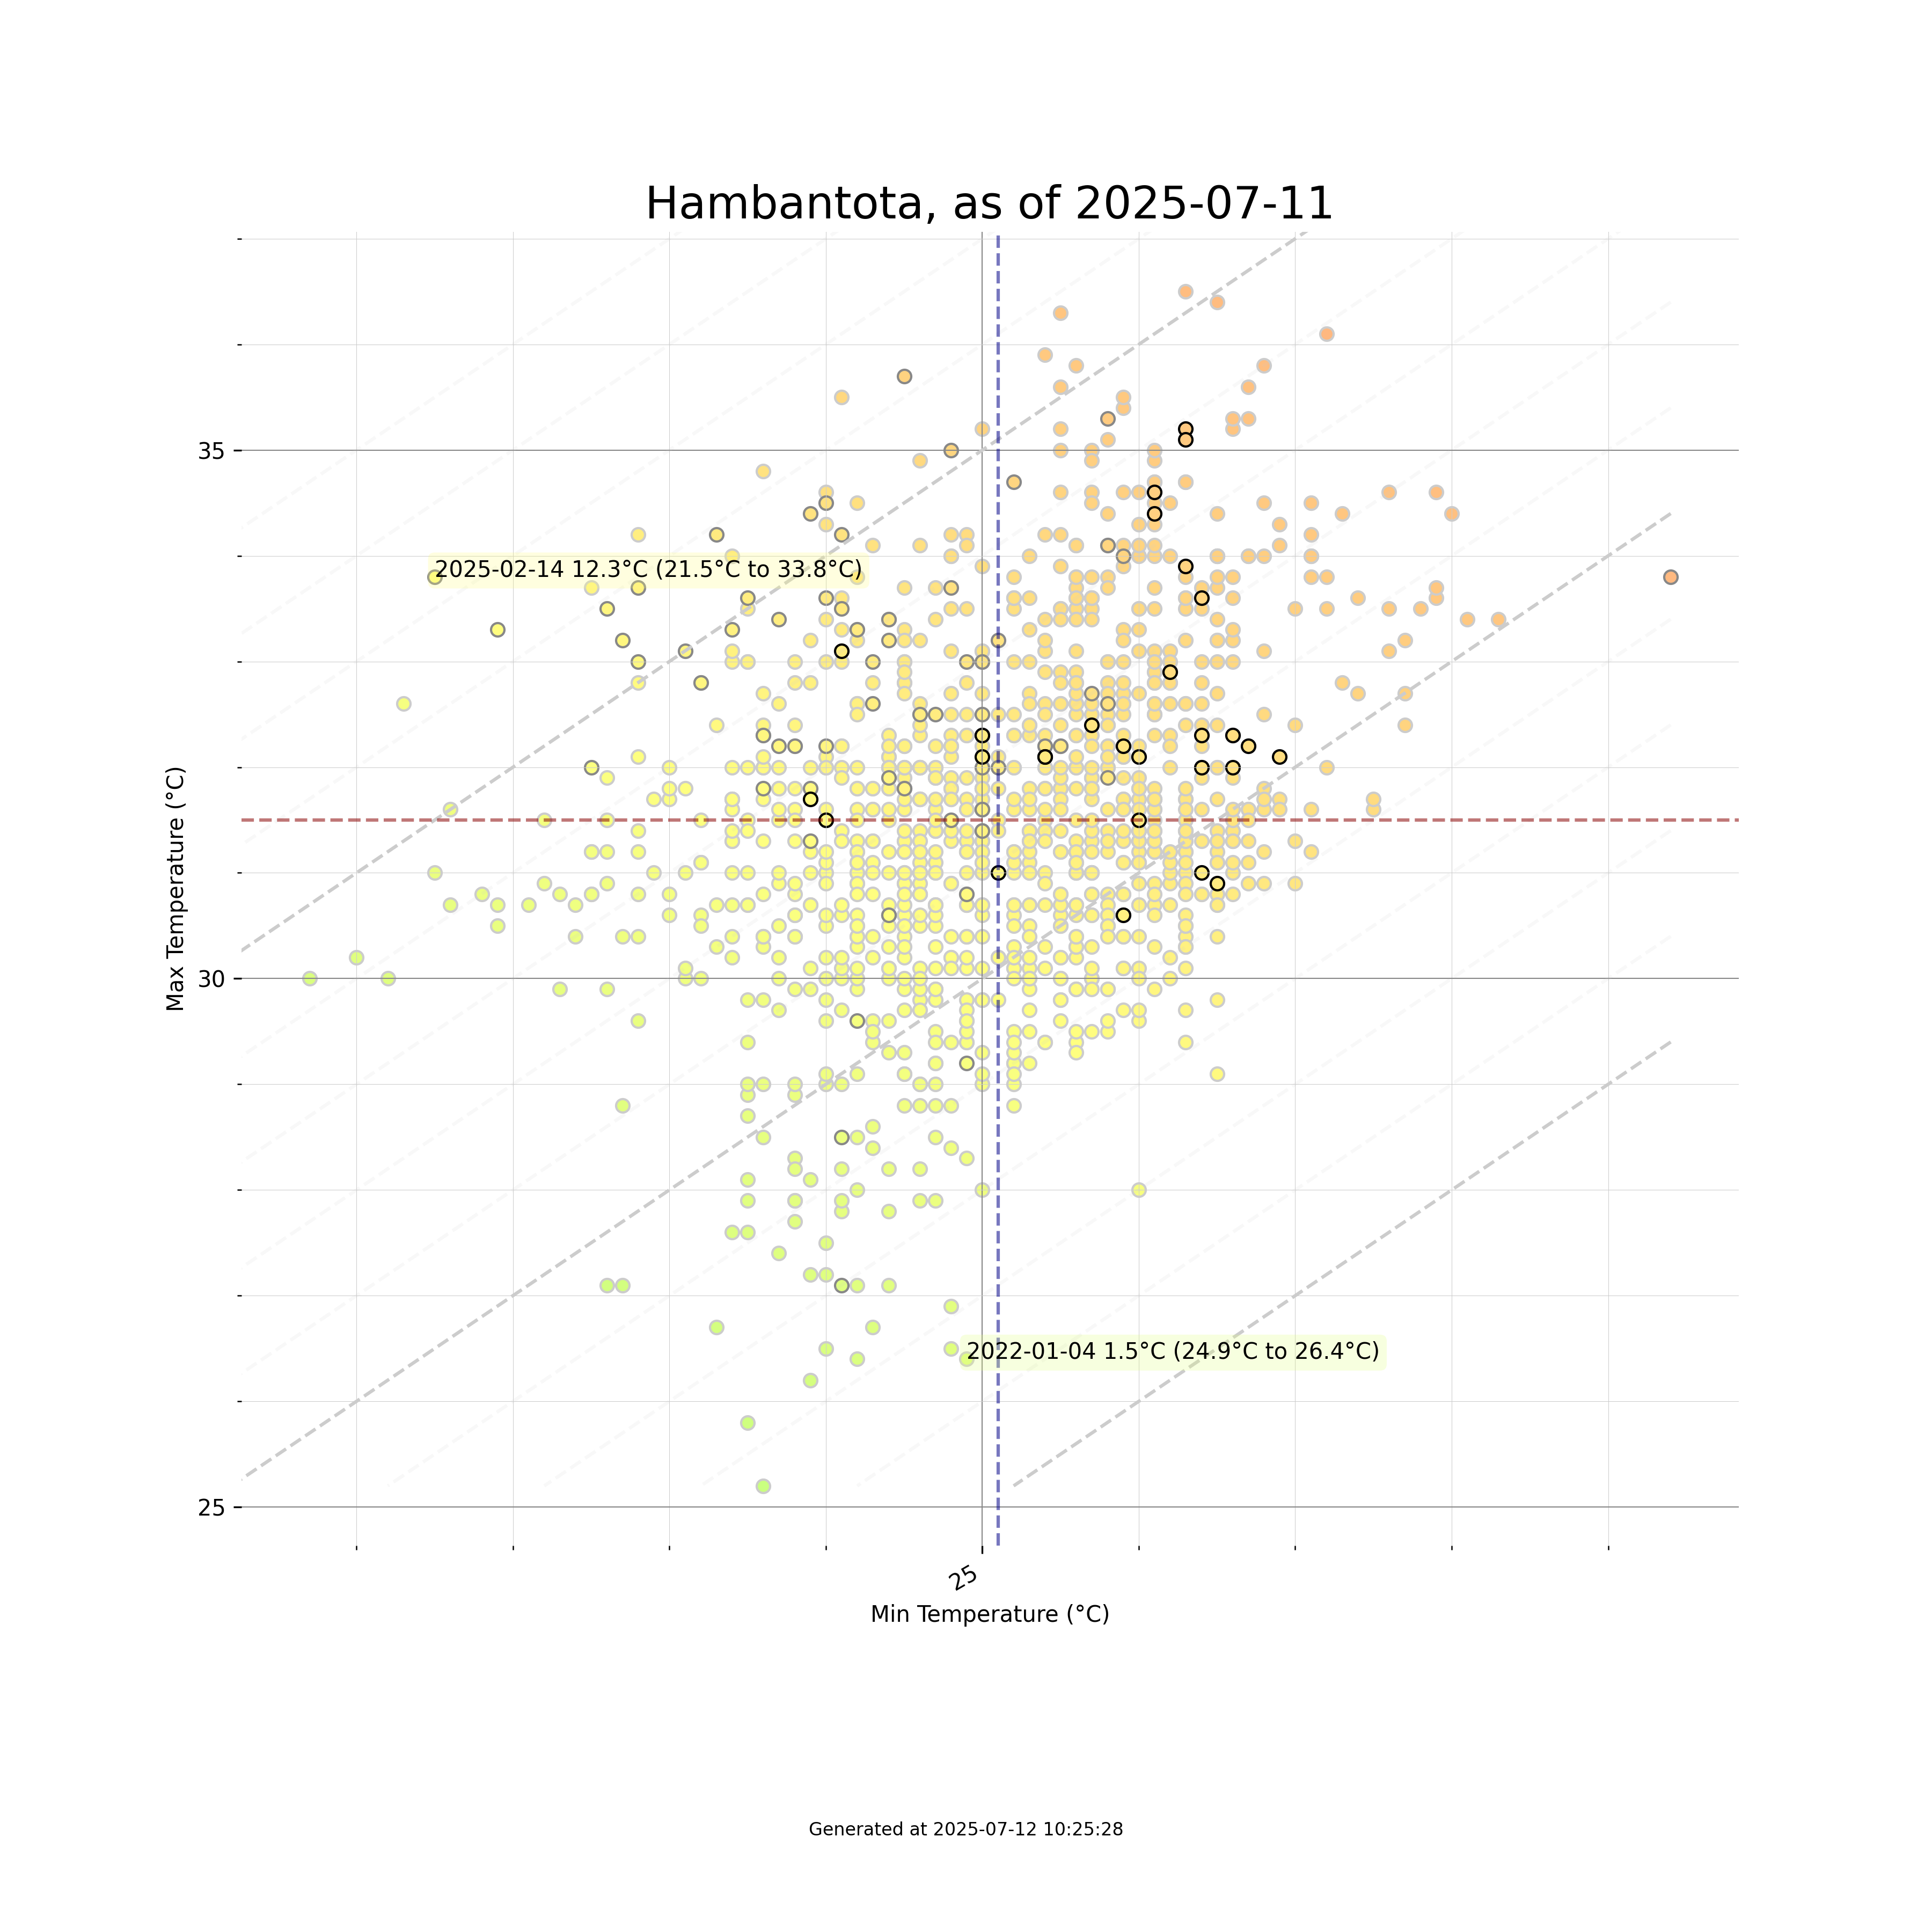 Hambantota, as of 2025-07-11
35
2025-02-14 12.3°C (21.5°C to 33.8°C)
Max Temperature (°C)
30
2022-01-04 1.5°C (24.9°C to 26.4°C)
25
25
Min Temperature (°C)
Generated at 2025-07-12 10:25:28